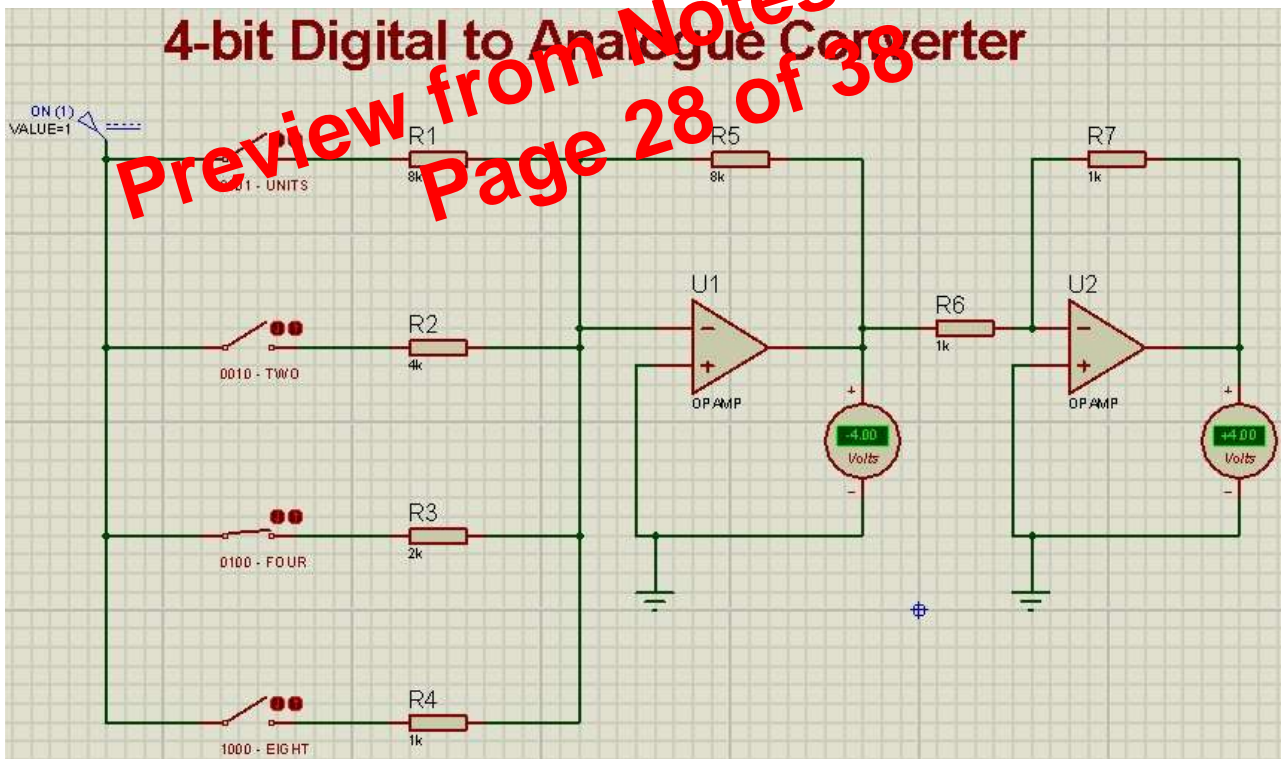 4-bit Digital to Analogue Converter
Preview from Notes
Page 28 of 38
ON (1)
VALUE=1
R1
8k
- UNITS
R5
8k
R7
1k
U1
OPAMP
R6
1k
U2
OPAMP
R2
4k
0010 - TWO
-4.00
Volts
+4.00
Volts
R3
2k
0100 - FOUR
R4
1k
1000 - EIGHT